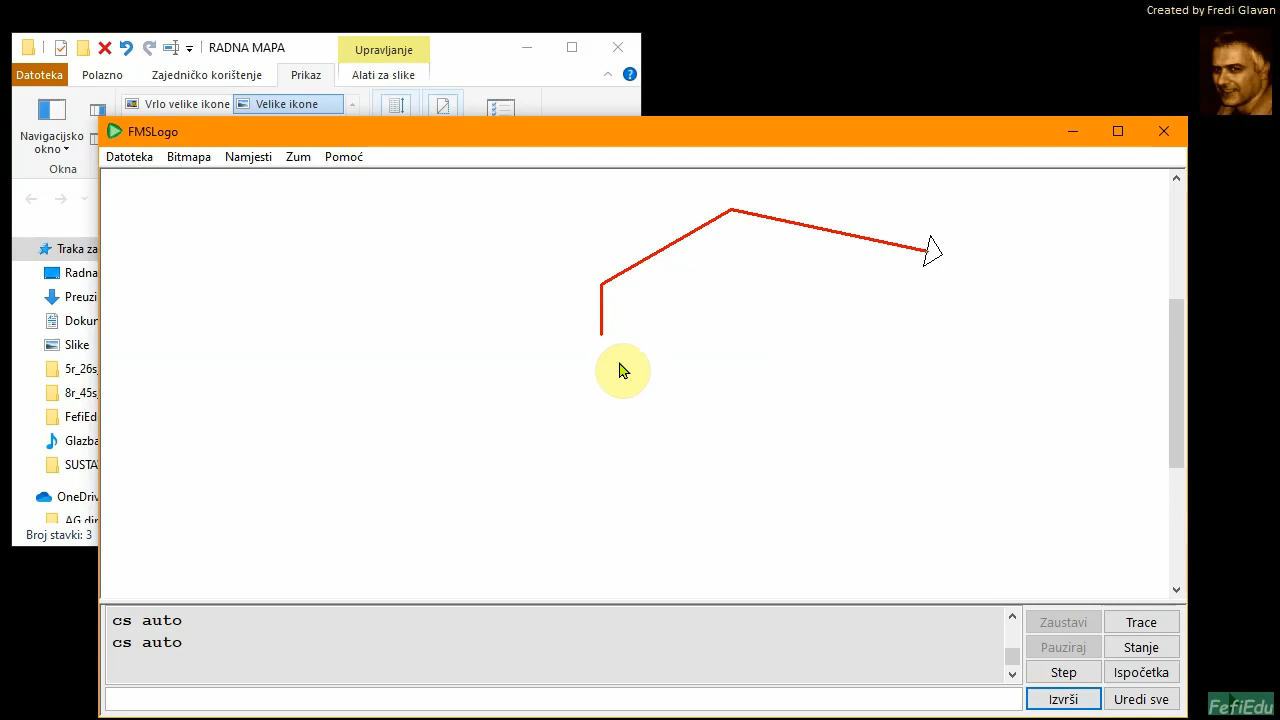 Created by Fredi Glavan
RADNA MAPA
Upravljanje
Datoteka
Polazno
Zajedničko korištenje
Prikaz
Alati za slike
Navigacijsko
okno
Okna
Vrlo velike ikone
Velike ikone
Traka za
Radna
Preuzi
Dokun
Slike
5r_26s
8r_45s
FefiEd
Glazba
SUSTA
OneDriv
AG dir
Broj stavki: 3
FMSLogo
Datoteka Bitmapa Namjesti Zum Pomoć
cs auto
cs auto
Zaustavi
Trace
Pauziraj
Stanje
Step
Ispočetka
Izvrši
Uredi sve
FefiEdu